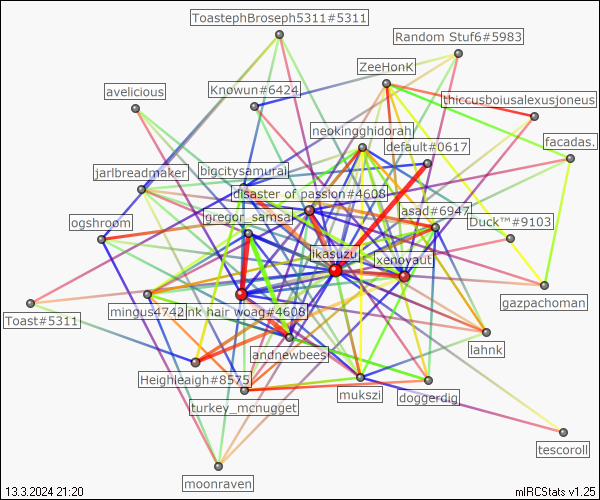 ToastephBroseph5311#5311
Random Stuf6#5983
ZeeHonK
Knowun#6424
avelicious
thiccusboiusalexusjoneus
neokingghidorah
facadas.
default#0617
jarlbreadmaker
bigcitysamurai
disaster of passion#4608
gregor_samsa
asad#6947
ogshroom
Duck™#9103
ikasuzu
xenoyaut
gazpachoman
mingus4742
nk hair woag#4608
Toast#5311
lahnk
andnewbees
Heighleaigh#8575
mukszi
doggerdig
turkey_mcnugget
tescoroll
moonraven
13.3.2024 21:20
mIRCStats v1.25